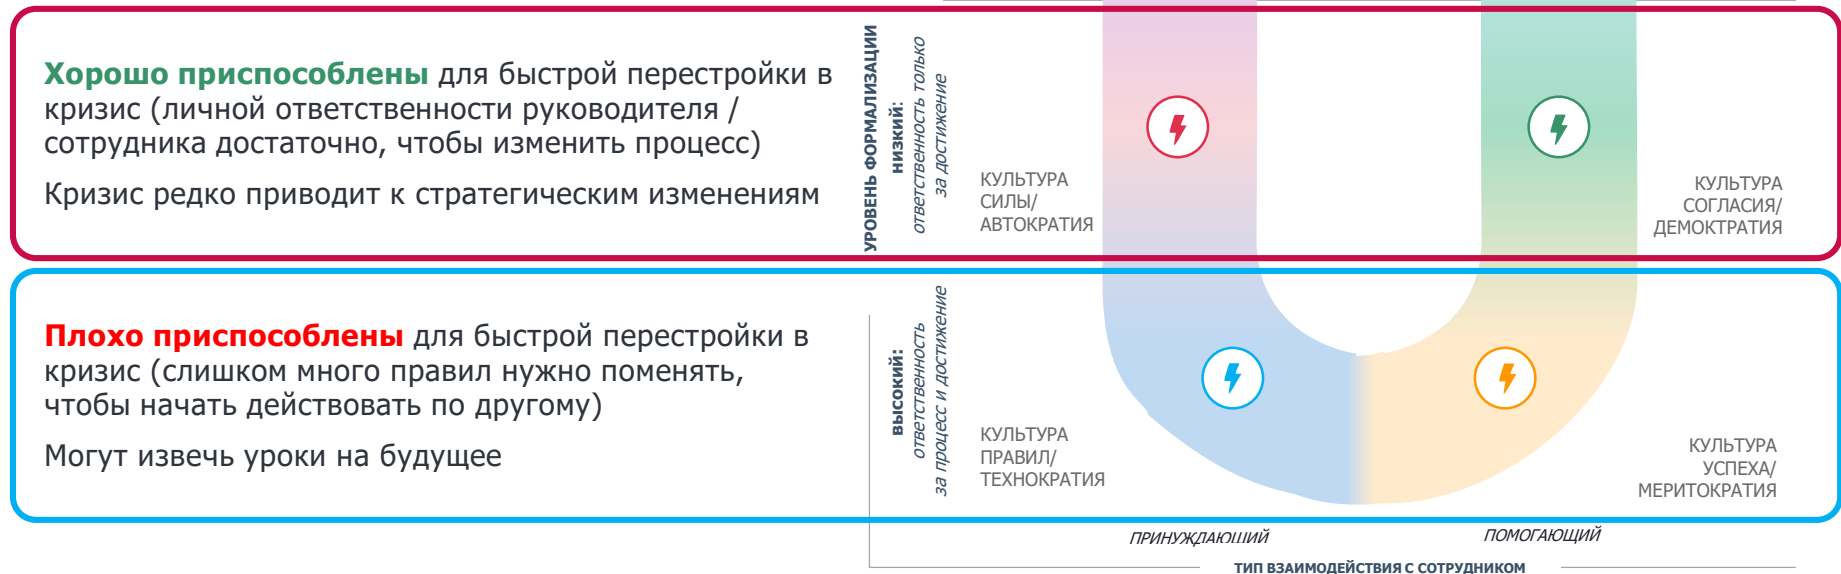 Хорошо приспособлены для быстрой перестройки в
кризис (личной ответственности руководителя /
сотрудника достаточно, чтобы изменить процесс)
Кризис редко приводит к стратегическим изменениям
УРОВЕНЬ ФОРМАЛИЗАЦИИ
низкий:
ответственность только
за достижение
КУЛЬТУРА
СИЛЫ/
АВТОКРАТИЯ
КУЛЬТУРА
СОГЛАСИЯ/
ДЕМОКТРАТИЯ
Плохо приспособлены для быстрой перестройки в
кризис (слишком много правил нужно поменять,
чтобы начать действовать по другому)
Могут извечь уроки на будущее
высокий:
ответственность
за процесс и достижение
КУЛЬТУРА
ПРАВИЛ/
ТЕХНОКРАТИЯ
КУЛЬТУРА
УСПЕХА/
МЕРИТОКРАТИЯ
ПРИНУЖДАЮЩИЙ
ПОМОГАЮЩИЙ
ТИП ВЗАИМОДЕЙСТВИЯ С СОТРУДНИКОМ